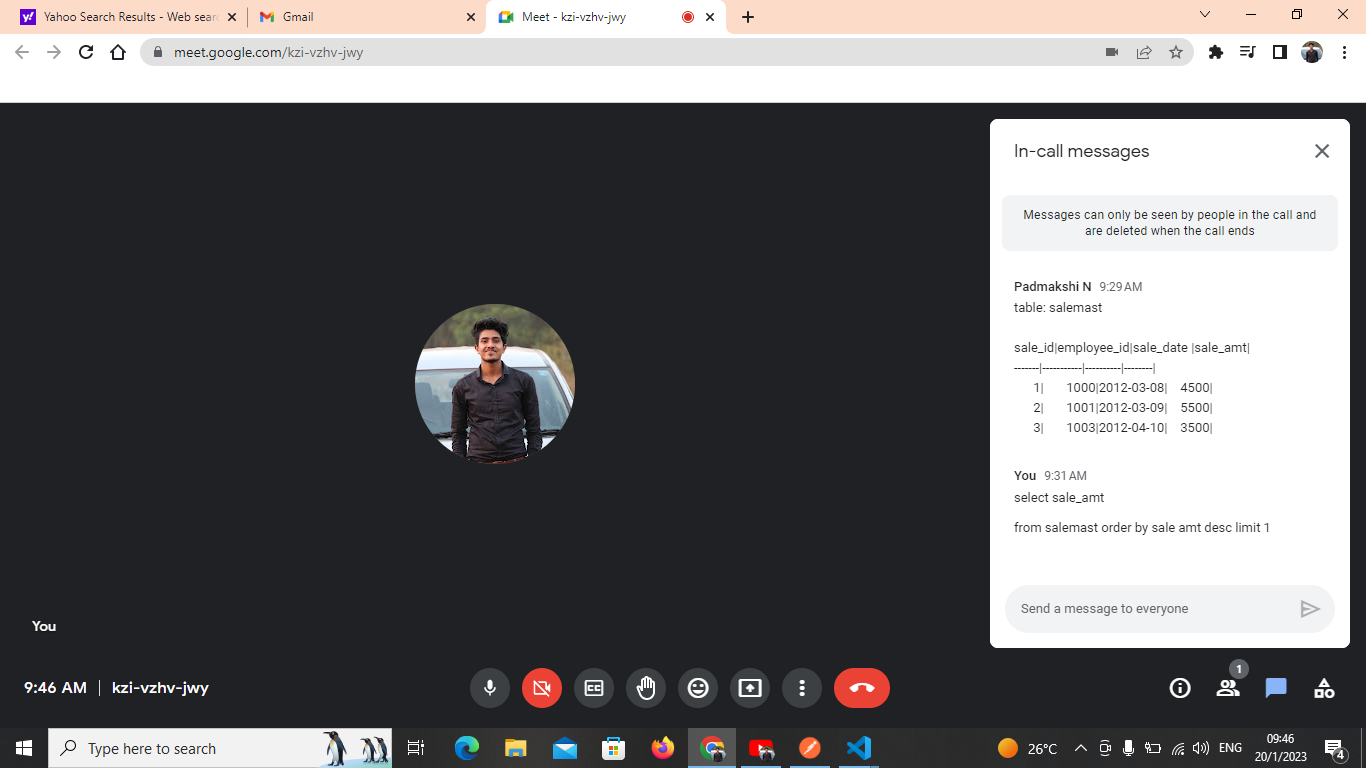 Yahoo Search Results - Web sear
Gmail
Meet - kzi-vzhv-jwy
meet.google.com/kzi-vzhv-jwy
In-call messages
Messages can only be seen by people in the call and
are deleted when the call ends
Padmakshi N 9:29 AM
table: salemast
sale_id|employee_id|sale_date |sale_amt|
-------|-----------|----------|--------|
1| 1000|2012-03-08| 4500|
2| 1001|2012-03-09| 5500|
3| 1003|2012-04-10| 3500|
You 9:31 AM
select sale_amt
from salemast order by sale amt desc limit 1
Send a message to everyone
You
9:46 AM | kzi-vzhv-jwy
1
Type here to search
26°C
ENG
09:46
20/1/2023
4